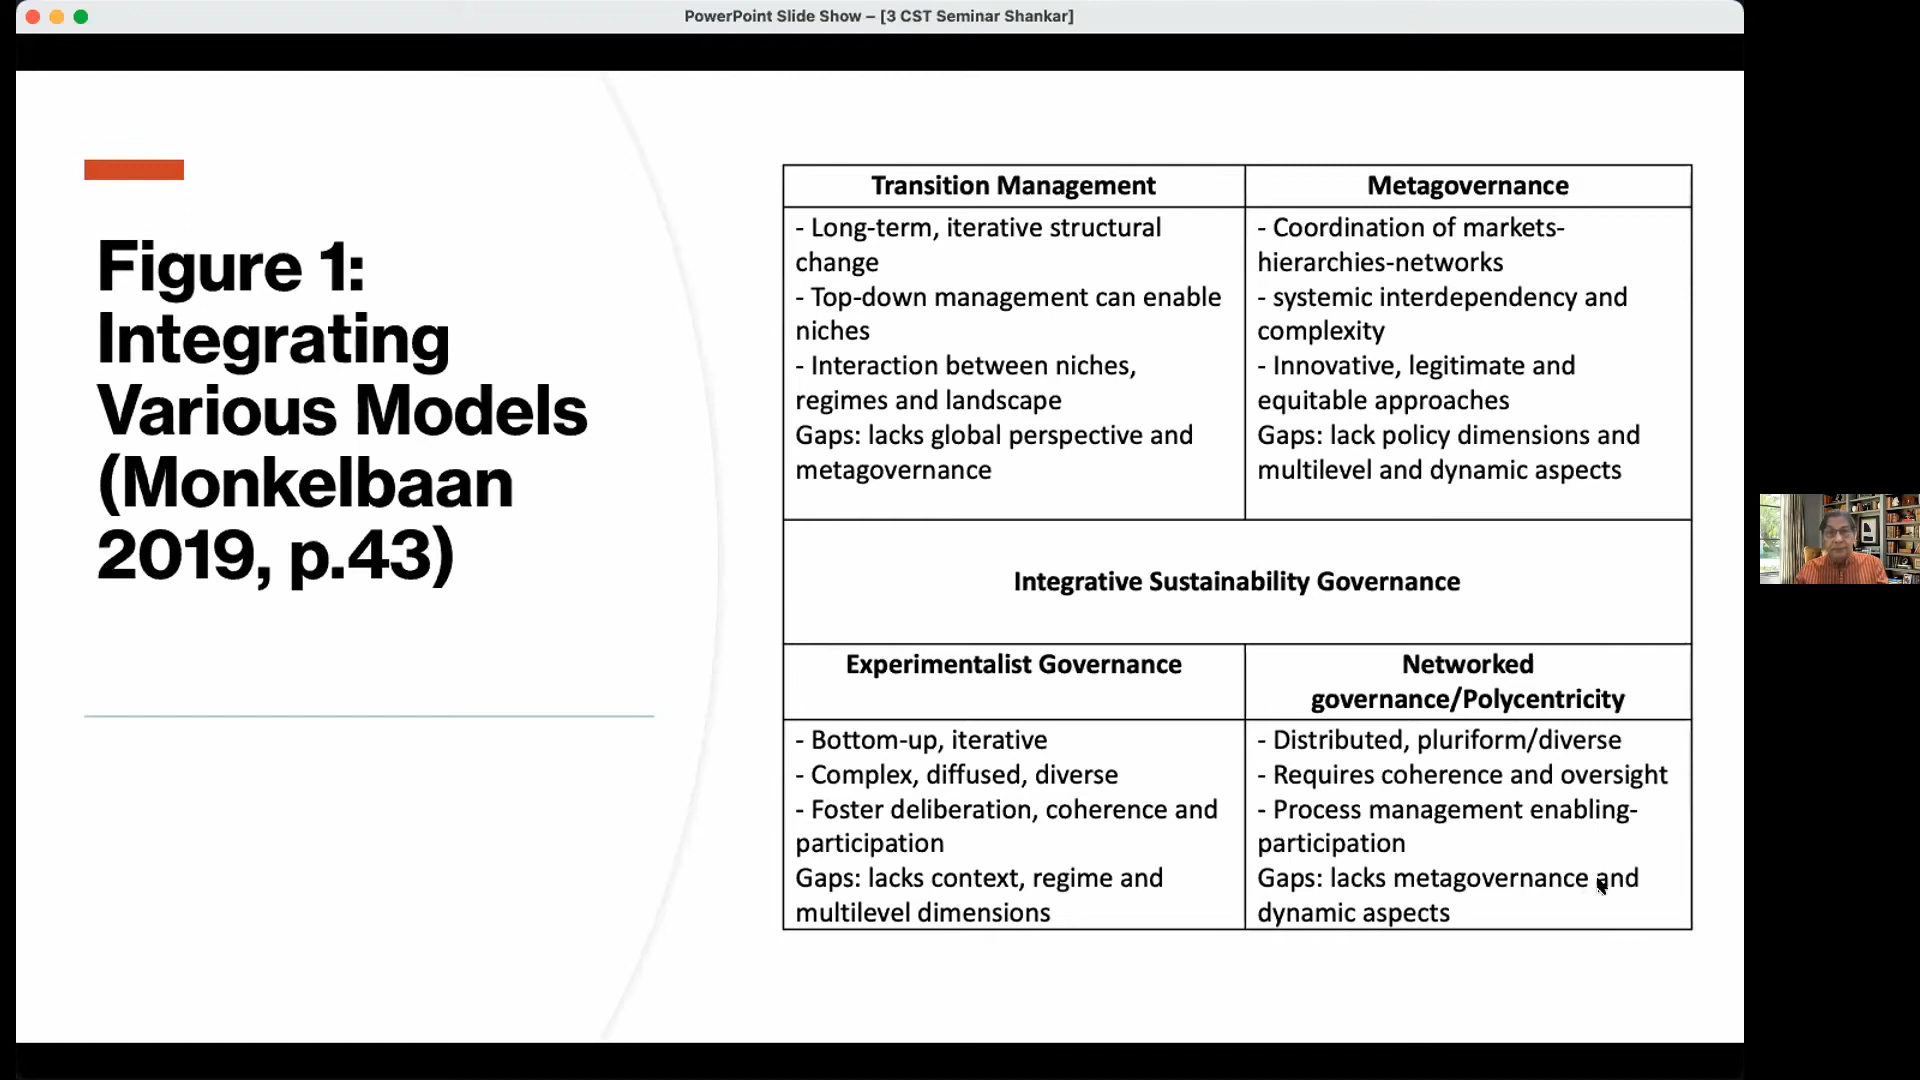 PowerPoint Slide Show – [3 CST Seminar Shankar]
Figure 1:
Integrating
Various Models
(Monkelbaan
2019, p.43)
Transition Management
- Long-term, iterative structural
change
- Top-down management can enable
niches
- Interaction between niches,
regimes and landscape
Gaps: lacks global perspective and
metagovernance
Metagovernance
- Coordination of markets-
hierarchies-networks
- systemic interdependency and
complexity
- Innovative, legitimate and
equitable approaches
Gaps: lack policy dimensions and
multilevel and dynamic aspects
Integrative Sustainability Governance
Experimentalist Governance
- Bottom-up, iterative
- Complex, diffused, diverse
- Foster deliberation, coherence and
participation
Gaps: lacks context, regime and
multilevel dimensions
Networked
governance/Polycentricity
- Distributed, pluriform/diverse
- Requires coherence and oversight
- Process management enabling-
participation
Gaps: lacks metagovernance and
dynamic aspects